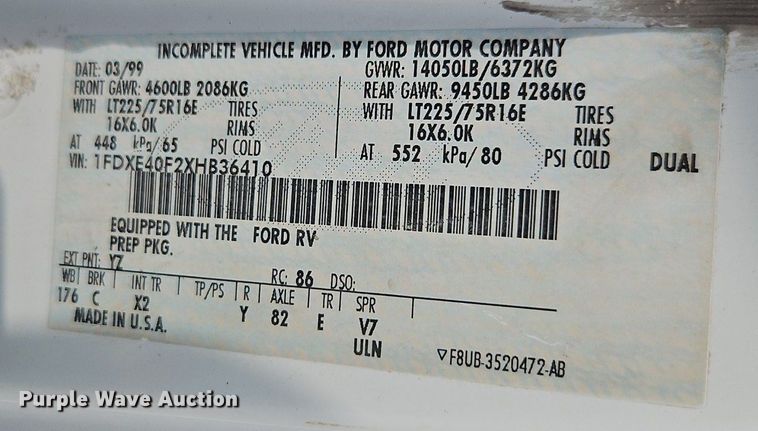 INCOMPLETE VEHICLE MFD. BY FORD MOTOR COMPANY
DATE: 03/99 GVWR: 14050LB/6372KG
FRONT GAWR: 4600LB 2086KG REAR GAWR: 9450LB 4286KG
WITH LT225/75R16E TIRES WITH LT225/75R16E TIRES
16X6.0K RIMS 16X6.0K RIMS
AT 448 kPa/65 PSI COLD AT 552 kPa/80 PSI COLD DUAL
VIN: 1FDXE40F2XHB36410
EQUIPPED WITH THE FORD RV
PREP PKG.
EXT PNT: YZ RC: 86 DSO:
WB BRK INT TR TP/PS R AXLE TR SPR
176 C X2 Y 82 E V7
MADE IN U.S.A. ULN
▽F8UB-3520472-AB
Purple Wave Auction